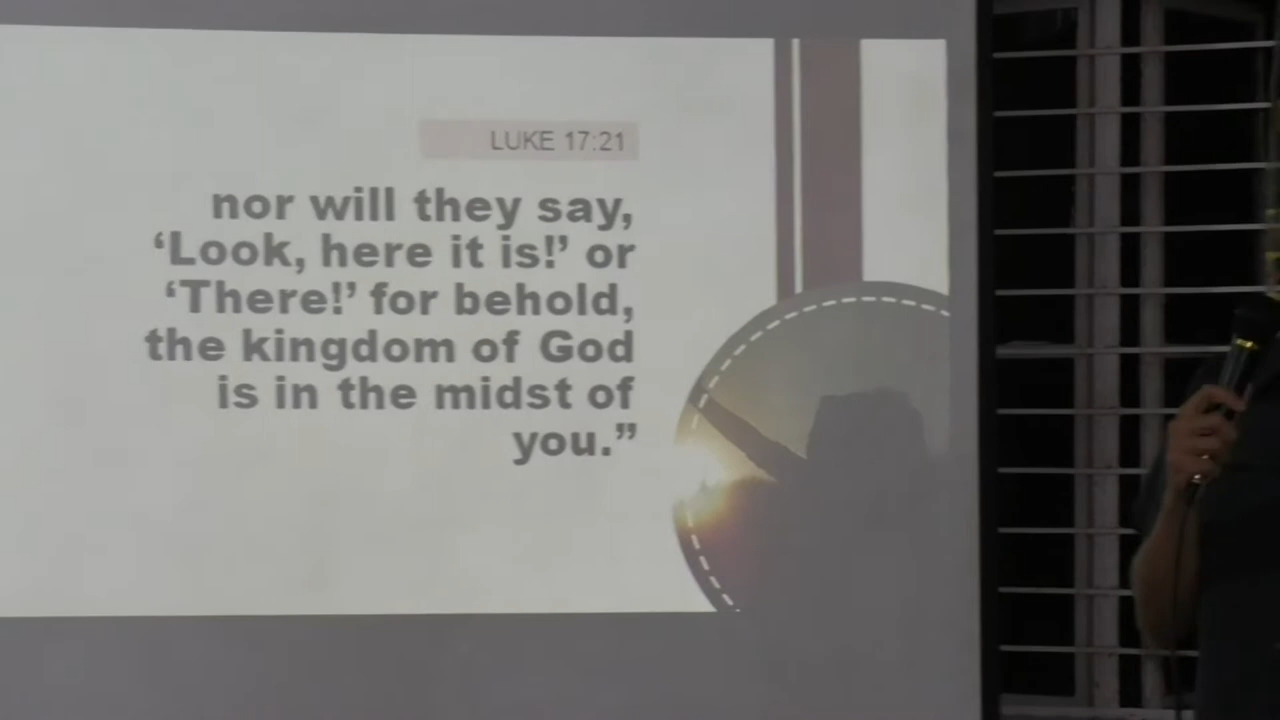 LUKE 17:21
nor will they say,
‘Look, here it is!’ or
‘There!’ for behold,
the kingdom of God
is in the midst of
you.”